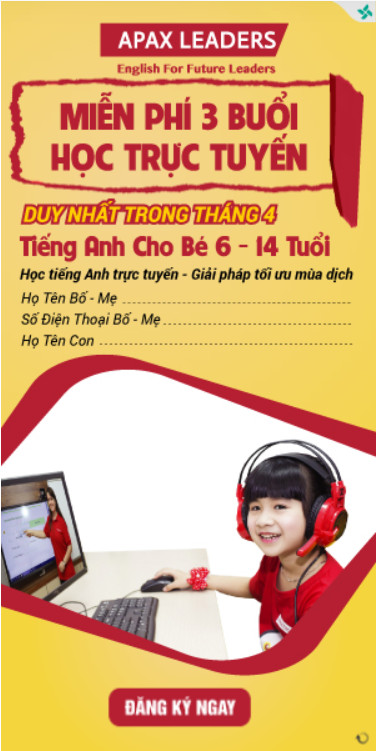 APAX LEADERS
English For Future Leaders
MIỄN PHÍ 3 BUỔI
HỌC TRỰC TUYẾN
DUY NHẤT TRONG THÁNG 4
Tiếng Anh Cho Bé 6 - 14 Tuổi
Học tiếng Anh trực tuyến - Giải pháp tối ưu mùa dịch
Họ Tên Bố - Mẹ
Số Điện Thoại Bố - Mẹ
Họ Tên Con
ĐĂNG KÝ NGAY